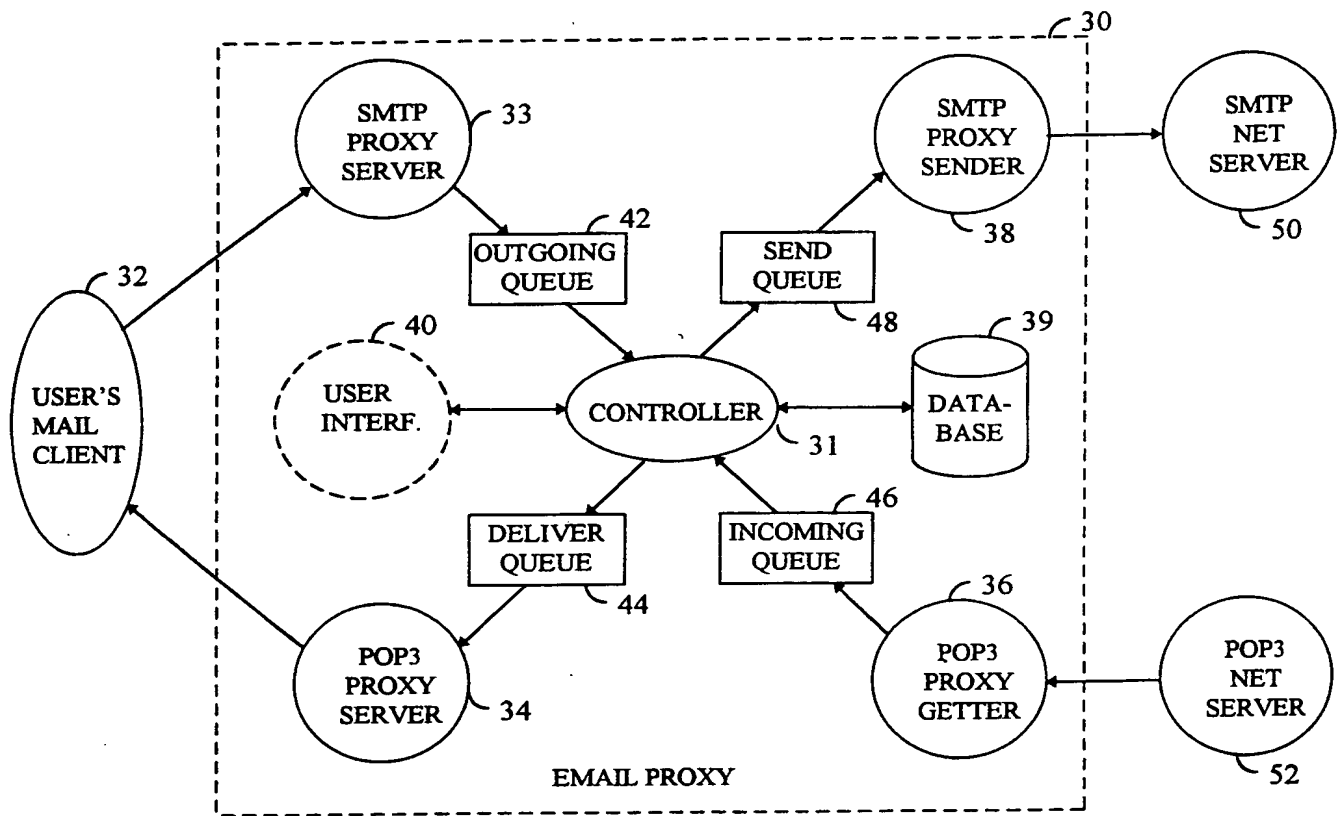 30
SMTP
PROXY
SERVER
33
SMTP
PROXY
SENDER
38
SMTP
NET
SERVER
50
42
OUTGOING
QUEUE
SEND
QUEUE
48
32
USER'S
MAIL
CLIENT
40
USER
INTERF.
CONTROLLER
31
39
DATA-
BASE
DELIVER
QUEUE
44
46
INCOMING
QUEUE
POP3
PROXY
SERVER
34
36
POP3
PROXY
GETTER
POP3
NET
SERVER
52
EMAIL PROXY